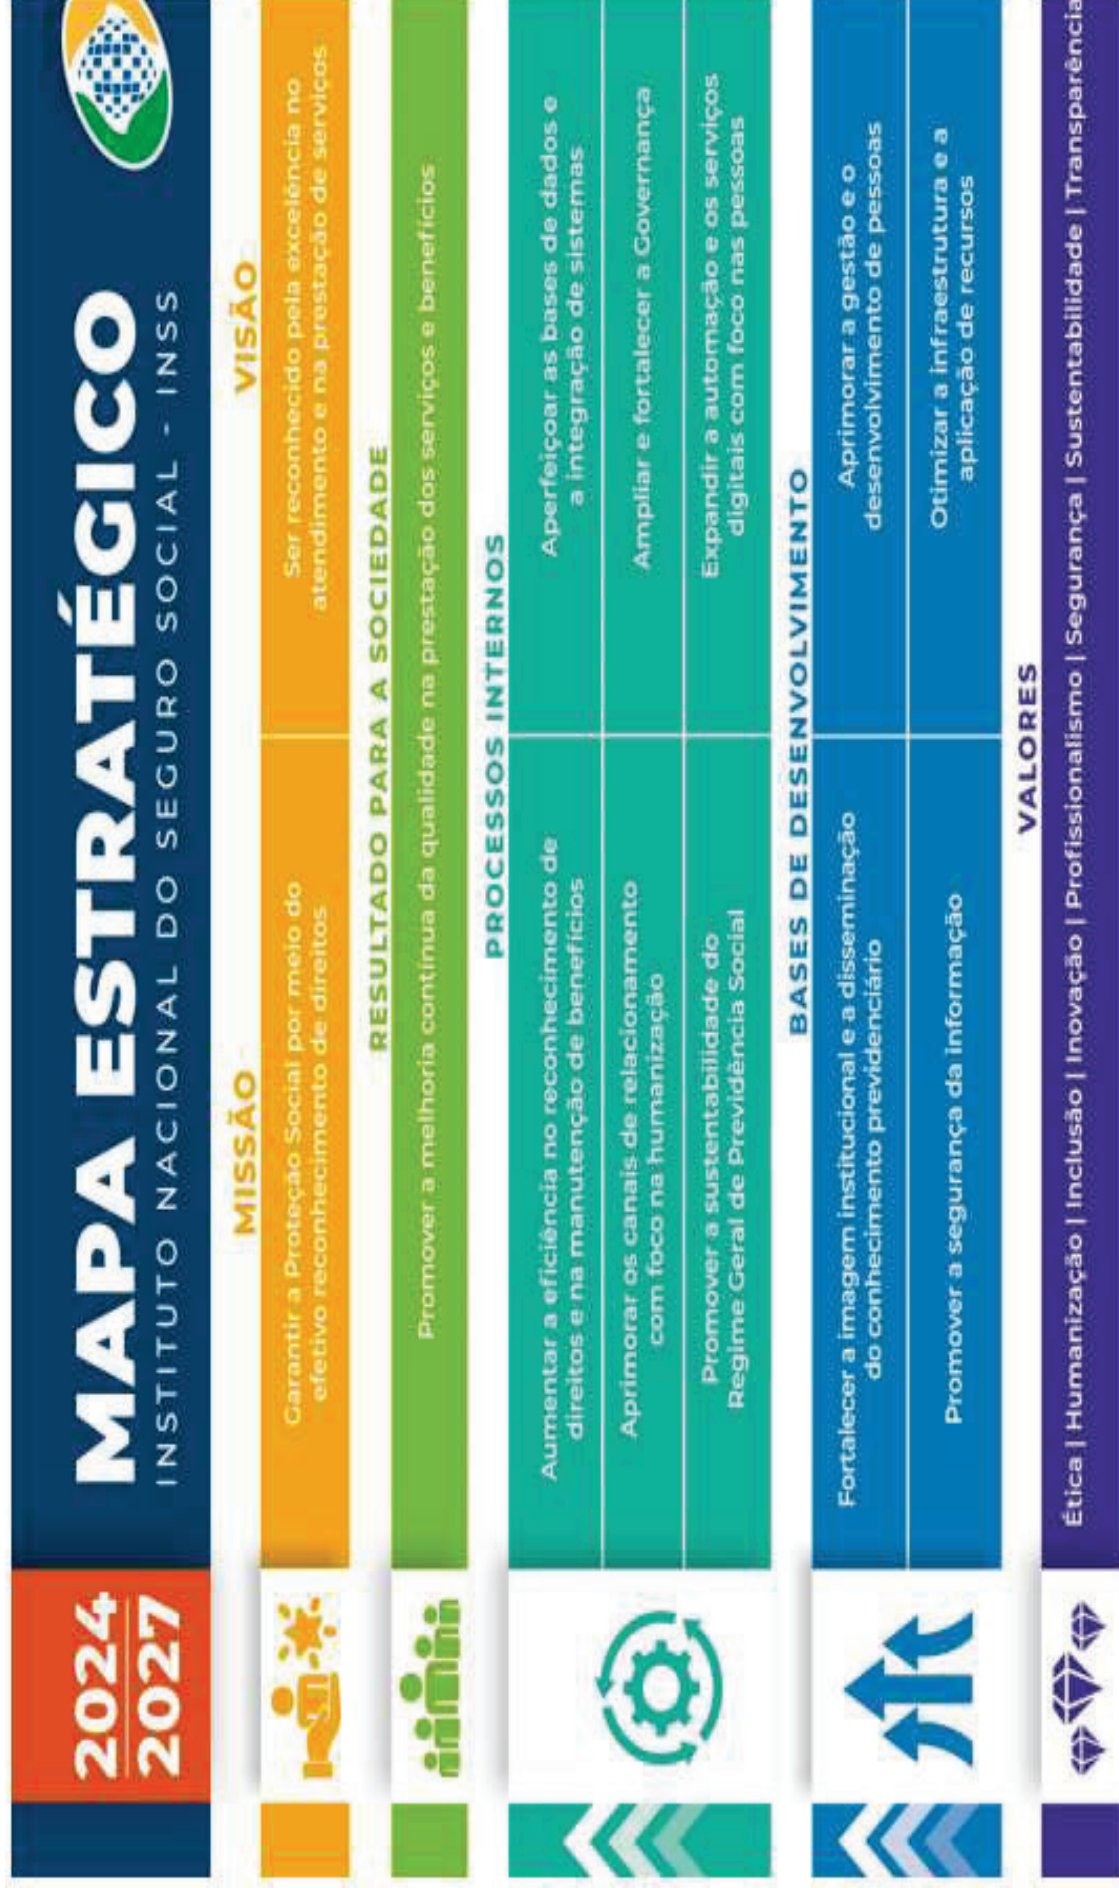 2024
2027
MAPA ESTRATÉGICO
INSTITUTO NACIONAL DO SEGURO SOCIAL - INSS
MISSÃO
Garantir a Proteção Social por meio do
efetivo reconhecimento de direitos
VISÃO
Ser reconhecido pela excelência no
atendimento e na prestação de serviços
RESULTADO PARA A SOCIEDADE
Promover a melhoria contínua da qualidade na prestação dos serviços e benefícios
PROCESSOS INTERNOS
Aumentar a eficiência no reconhecimento de
direitos e na manutenção de benefícios
Aperfeiçoar as bases de dados e
a integração de sistemas
Aprimorar os canais de relacionamento
com foco na humanização
Ampliar e fortalecer a Governança
Promover a sustentabilidade do
Regime Geral de Previdência Social
Expandir a automação e os serviços
digitais com foco nas pessoas
BASES DE DESENVOLVIMENTO
Fortalecer a imagem institucional e a disseminação
do conhecimento previdenciário
Aprimorar a gestão e o
desenvolvimento de pessoas
Promover a segurança da informação
Otimizar a infraestrutura e a
aplicação de recursos
VALORES
Ética | Humanização | Inclusão | Inovação | Profissionalismo | Segurança | Sustentabilidade | Transparência